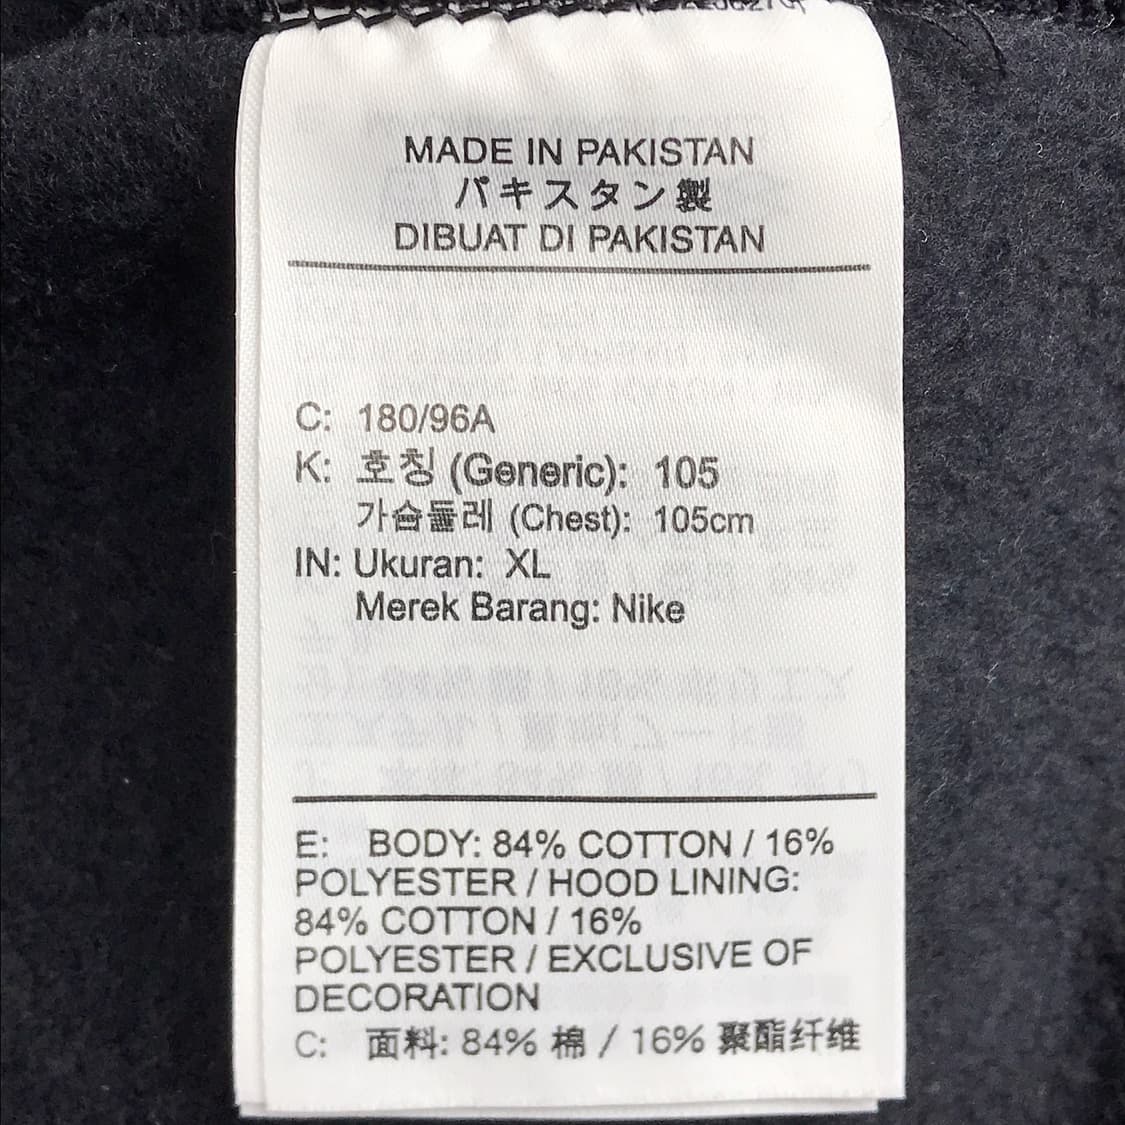 MADE IN PAKISTAN
パキスタン製
DIBUAT DI PAKISTAN
C: 180/96A
K: 호칭 (Generic): 105
가슴둘레 (Chest): 105cm
IN: Ukuran: XL
Merek Barang: Nike
E: BODY: 84% COTTON / 16%
POLYESTER / HOOD LINING:
84% COTTON / 16%
POLYESTER / EXCLUSIVE OF
DECORATION
C: 面料: 84% 棉 / 16% 聚酯纤维